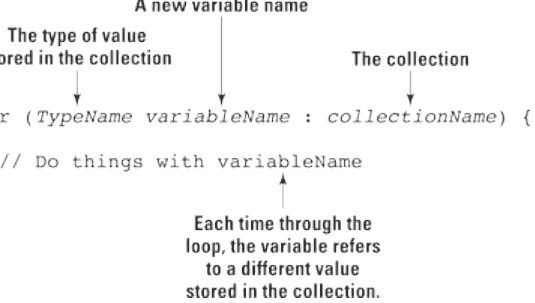 A new variable name
The type of value
ored in the collection
The collection
r (TypeName variableName : collectionName) {
// Do things with variableName
Each time through the
loop, the variable refers
to a different value
stored in the collection.